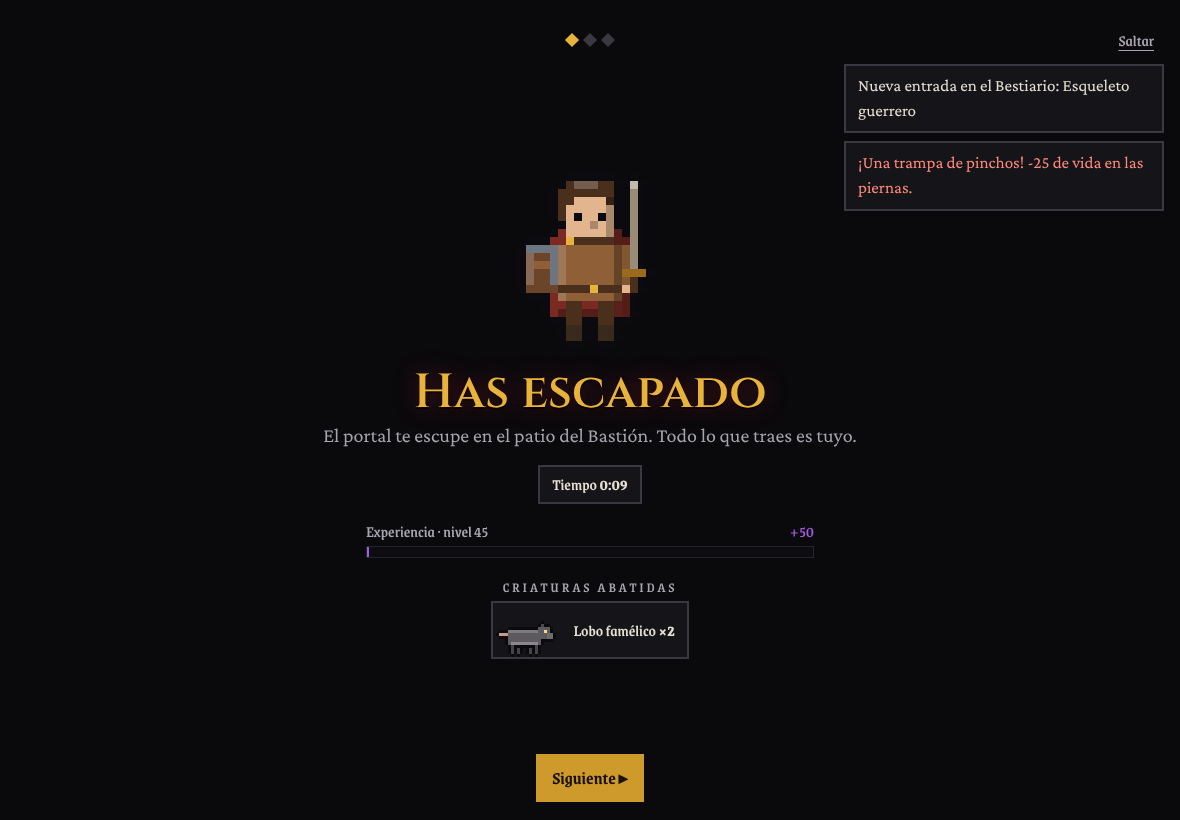 Saltar
Nueva entrada en el Bestiario: Esqueleto
guerrero
¡Una trampa de pinchos! -25 de vida en las
piernas.
Has escapado
El portal te escupe en el patio del Bastión. Todo lo que traes es tuyo.
Tiempo 0:09
Experiencia · nivel 45 +50
CRIATURAS ABATIDAS
Lobo famélico ×2
Siguiente ▶